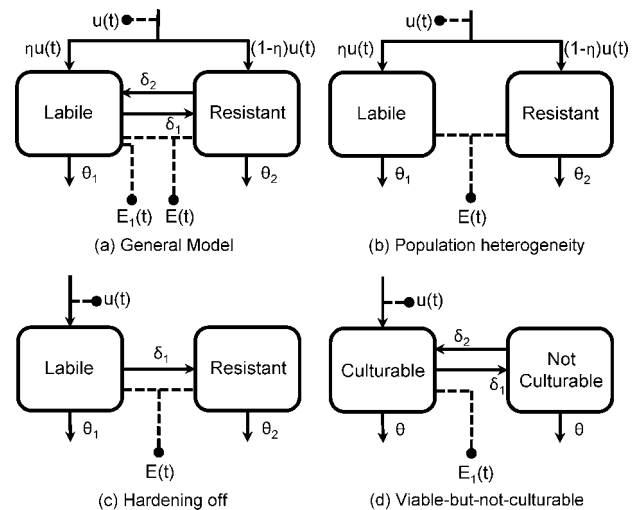 u(t)
ηu(t)
(1-η)u(t)
Labile
δ₂
δ₁
Resistant
θ₁
θ₂
E₁(t)
E(t)
(a) General Model
u(t)
ηu(t)
(1-η)u(t)
Labile
Resistant
θ₁
θ₂
E(t)
(b) Population heterogeneity
u(t)
Labile
δ₁
Resistant
θ₁
θ₂
E(t)
(c) Hardening off
u(t)
Culturable
δ₂
δ₁
Not
Culturable
θ
θ
E₁(t)
(d) Viable-but-not-culturable